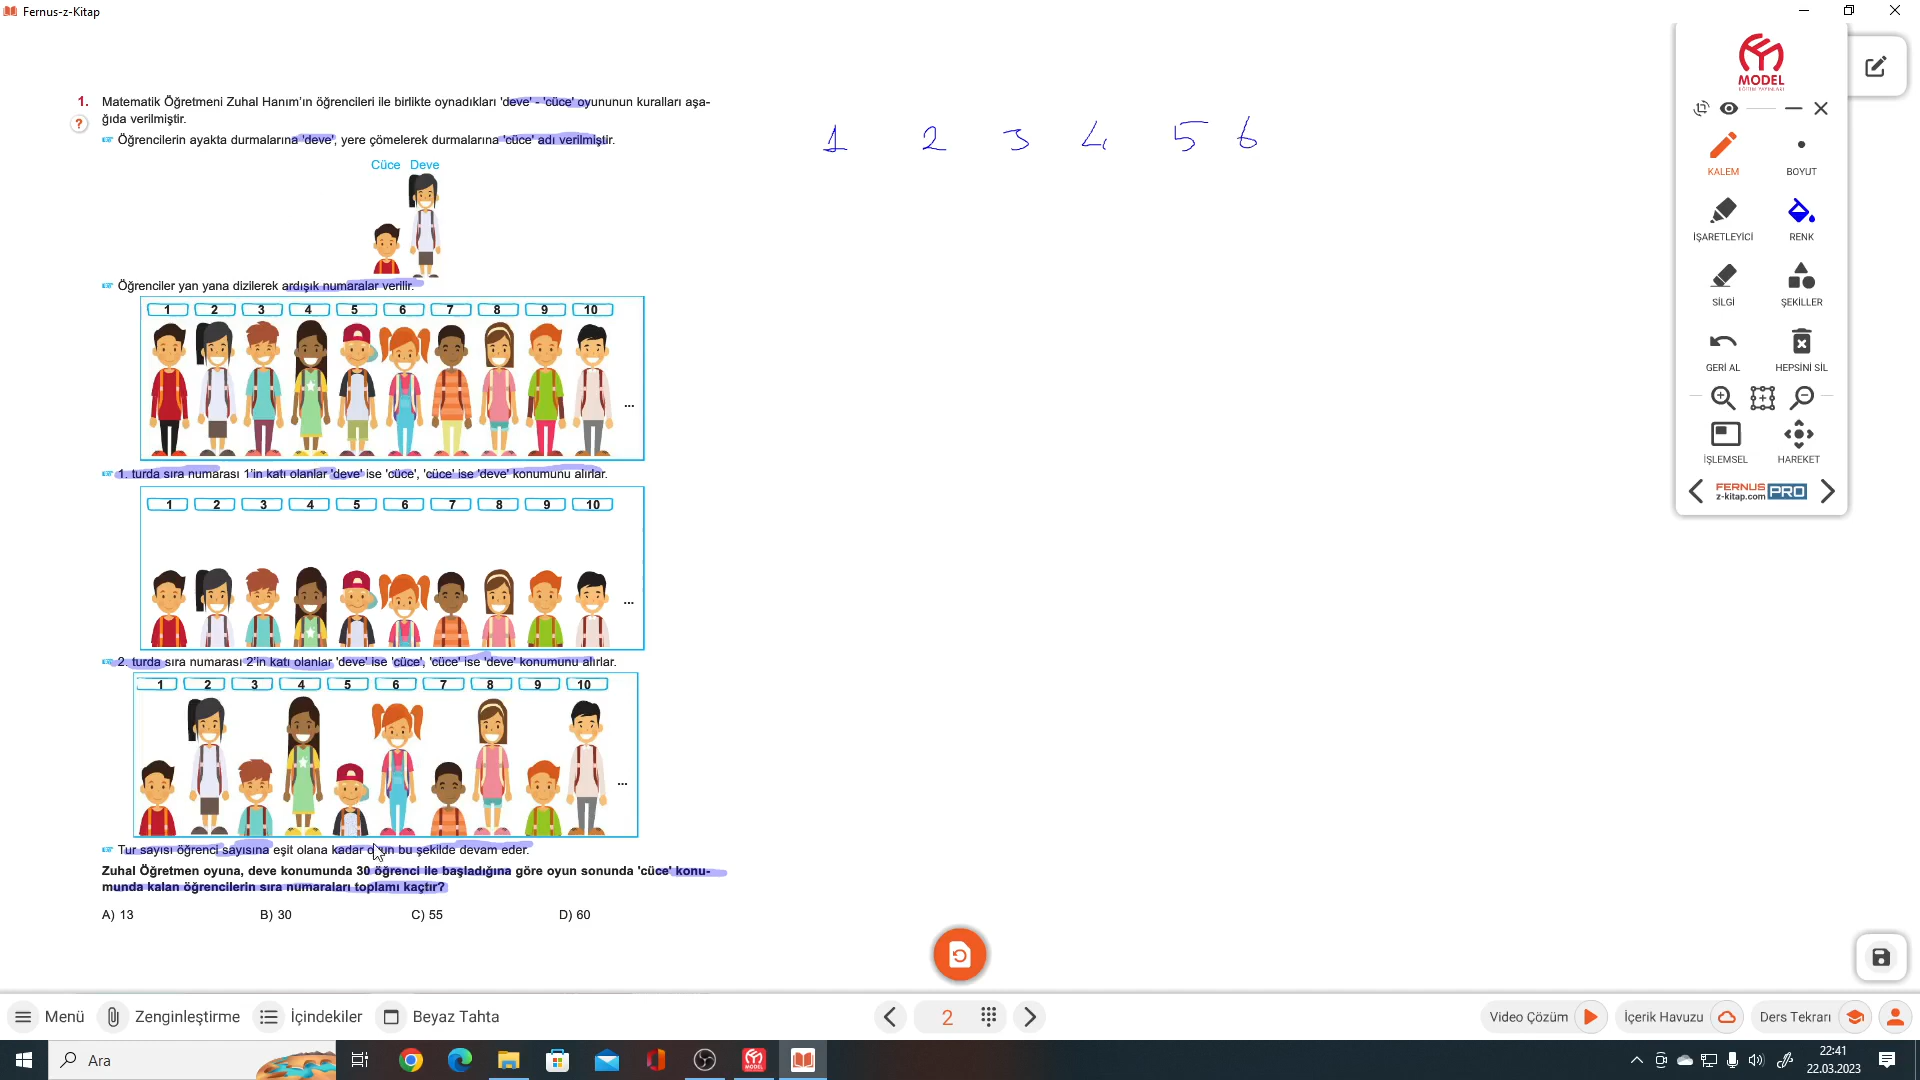 Fernus-z-Kitap
1. Matematik Öğretmeni Zuhal Hanım'ın öğrencileri ile birlikte oynadıkları 'deve' - 'cüce' oyununun kuralları aşa-
ğıda verilmiştir.
?
☞ Öğrencilerin ayakta durmalarına 'deve', yere çömelerek durmalarına 'cüce' adı verilmiştir.
Cüce Deve
☞ Öğrenciler yan yana dizilerek ardışık numaralar verilir.
1 2 3 4 5 6 7 8 9 10
...
☞ 1. turda sıra numarası 1'in katı olanlar 'deve' ise 'cüce', 'cüce' ise 'deve' konumunu alırlar.
1 2 3 4 5 6 7 8 9 10
...
☞ 2. turda sıra numarası 2'in katı olanlar 'deve' ise 'cüce', 'cüce' ise 'deve' konumunu alırlar.
1 2 3 4 5 6 7 8 9 10
...
☞ Tur sayısı öğrenci sayısına eşit olana kadar oyun bu şekilde devam eder.
Zuhal Öğretmen oyuna, deve konumunda 30 öğrenci ile başladığına göre oyun sonunda 'cüce' konu-
munda kalan öğrencilerin sıra numaraları toplamı kaçtır?
A) 13 B) 30 C) 55 D) 60
1 2 3 4 5 6
MODEL
EĞİTİM YAYINLARI
KALEM BOYUT
İŞARETLEYİCİ RENK
SİLGİ ŞEKİLLER
GERİ AL HEPSİNİ SİL
İŞLEMSEL HAREKET
FERNUS
z-kitap.com PRO
Menü Zenginleştirme İçindekiler Beyaz Tahta 2 Video Çözüm İçerik Havuzu Ders Tekrarı
Ara
MODEL
22:41
22.03.2023